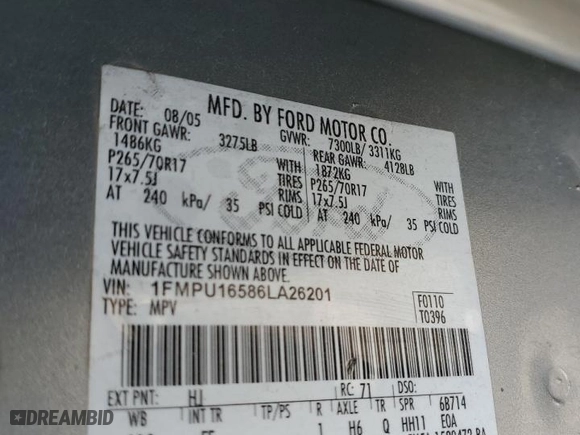 MFD. BY FORD MOTOR CO.
DATE: 08/05 GVWR: 7300LB/ 3311KG
FRONT GAWR: 3275LB REAR GAWR: 4128LB
1486KG 1872KG
P265/70R17 TIRES P265/70R17 TIRES
17x7.5J RIMS 17x7.5J RIMS
AT 240 kPa/ 35 PSI COLD AT 240 kPa/ 35 PSI COLD
THIS VEHICLE CONFORMS TO ALL APPLICABLE FEDERAL MOTOR
VEHICLE SAFETY STANDARDS IN EFFECT ON THE DATE OF
MANUFACTURE SHOWN ABOVE.
VIN: 1FMPU16586LA26201
TYPE: MPV
F0110
T0396
EXT PNT: HJ RC: 71 DSO:
WB INT TR TP/PS R AXLE TR SPR 6B714
1 H6 Q HH11 EOA
DREAMBID